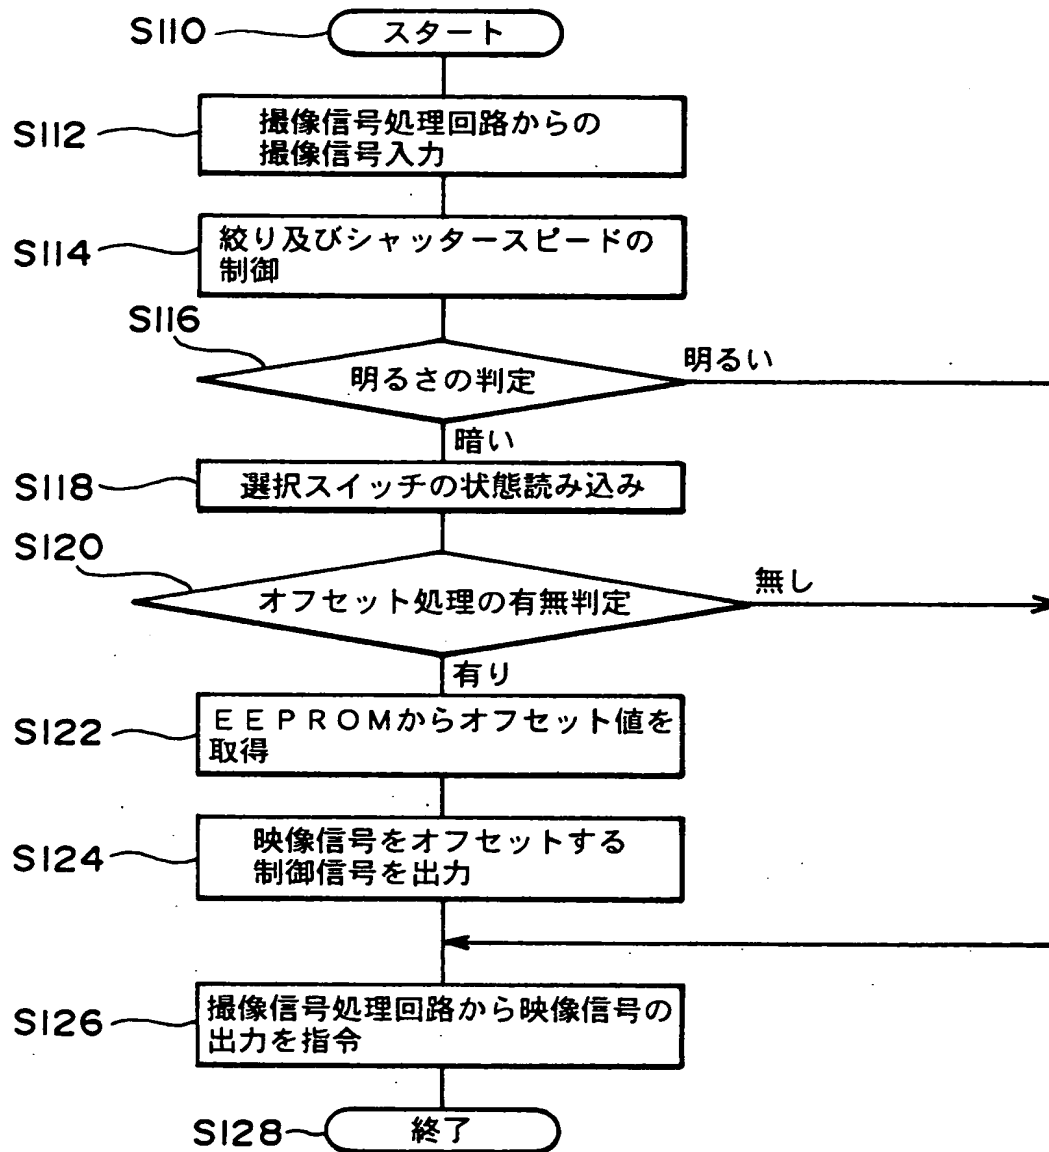 S110
スタート
S112
撮像信号処理回路からの
撮像信号入力
S114
絞り及びシャッタースピードの
制御
S116
明るさの判定
明るい
暗い
S118
選択スイッチの状態読み込み
S120
オフセット処理の有無判定
無し
有り
S122
EEPROMからオフセット値を
取得
S124
映像信号をオフセットする
制御信号を出力
S126
撮像信号処理回路から映像信号の
出力を指令
S128
終了